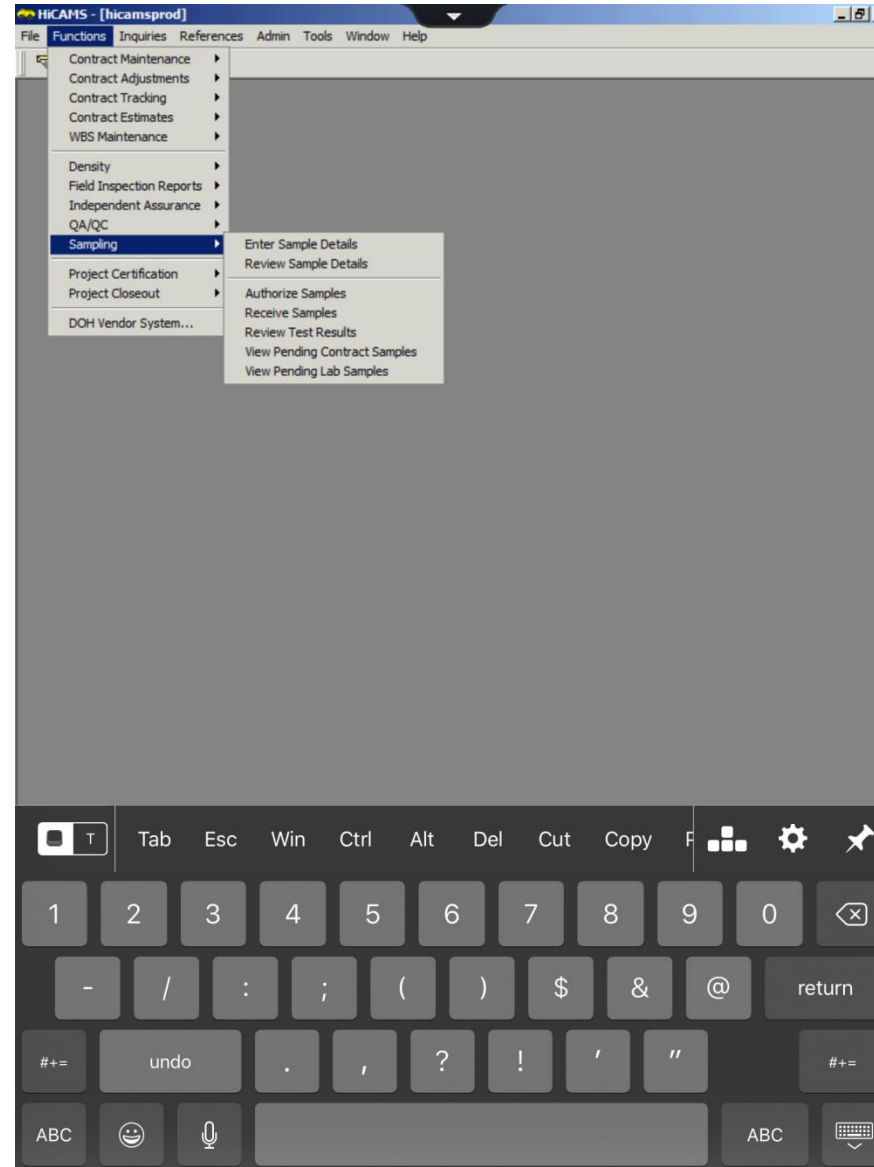 HiCAMS - [hicamsprod]
File Functions Inquiries References Admin Tools Window Help
Contract Maintenance
Contract Adjustments
Contract Tracking
Contract Estimates
WBS Maintenance
Density
Field Inspection Reports
Independent Assurance
QA/QC
Sampling
Project Certification
Project Closeout
DOH Vendor System...
Enter Sample Details
Review Sample Details
Authorize Samples
Receive Samples
Review Test Results
View Pending Contract Samples
View Pending Lab Samples
T Tab Esc Win Ctrl Alt Del Cut Copy
1 2 3 4 5 6 7 8 9 0
- / : ; ( ) $ & @ return
#+= undo . , ? ! ' " #+=
ABC ABC